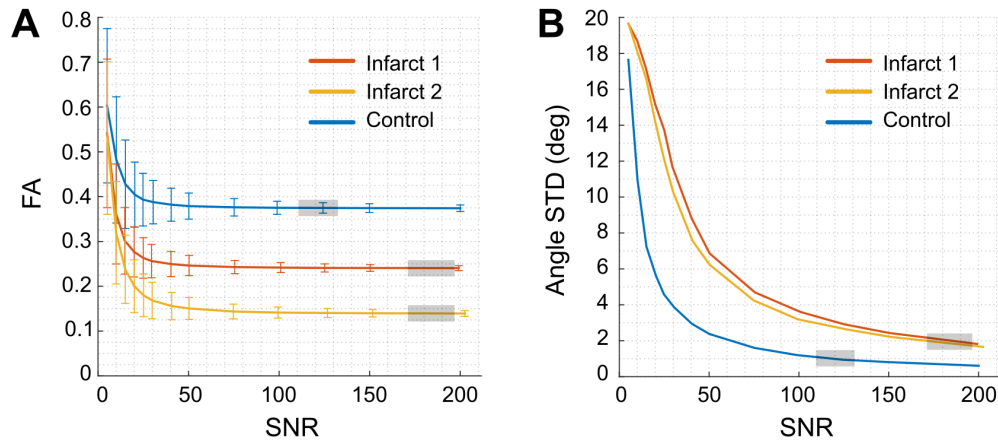 A
0.8
0.7
0.6
0.5
0.4
0.3
0.2
0.1
0
FA
Infarct 1
Infarct 2
Control
0 50 100 150 200
SNR
B
20
18
16
14
12
10
8
6
4
2
0
Angle STD (deg)
Infarct 1
Infarct 2
Control
0 50 100 150 200
SNR